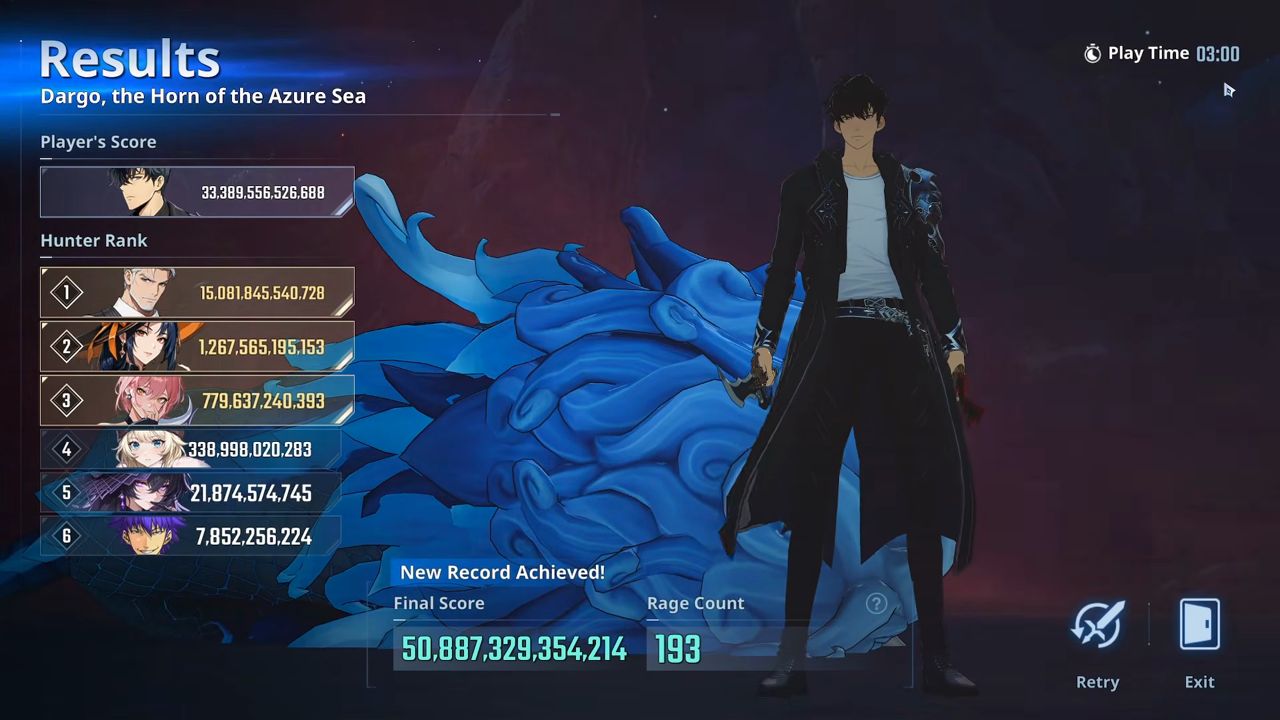 Results
Dargo, the Horn of the Azure Sea
Play Time 03:00
Player's Score
33,389,556,526,688
Hunter Rank
1 15,081,845,540,728
2 1,267,565,195,153
3 779,637,240,393
4 338,998,020,283
5 21,874,574,745
6 7,852,256,224
New Record Achieved!
Final Score Rage Count ?
50,887,329,354,214 193
Retry Exit